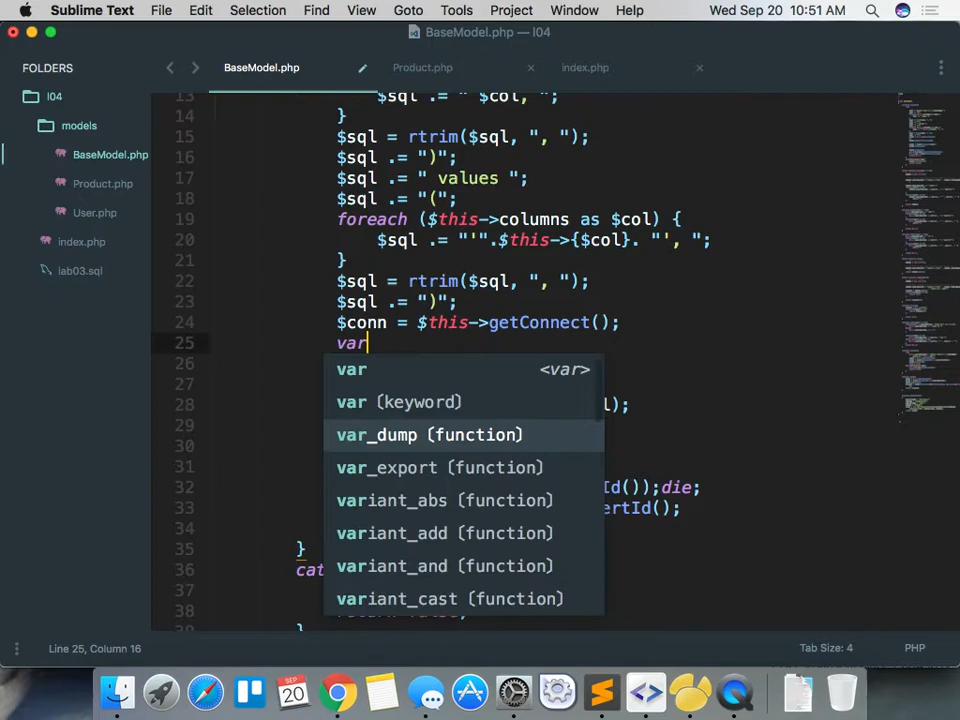 Sublime Text File Edit Selection Find View Goto Tools Project Window Help Wed Sep 20 10:51 AM
BaseModel.php — l04
FOLDERS
BaseModel.php
Product.php
index.php
l04
models
BaseModel.php
Product.php
User.php
index.php
lab03.sql
13 $sql .= " $col, ";
14 }
15 $sql = rtrim($sql, ", ");
16 $sql .= ")";
17 $sql .= " values ";
18 $sql .= "(";
19 foreach ($this->columns as $col) {
20 $sql .= "'".$this->{$col}. "', ";
21 }
22 $sql = rtrim($sql, ", ");
23 $sql .= ")";
24 $conn = $this->getConnect();
25 var
26
27
28 l);
29
30
31
32 Id());die;
33 ertId();
34
35 }
36 cat
37
38
var <var>
var (keyword)
var_dump (function)
var_export (function)
variant_abs (function)
variant_add (function)
variant_and (function)
variant_cast (function)
Line 25, Column 16 Tab Size: 4 PHP
SEP
20